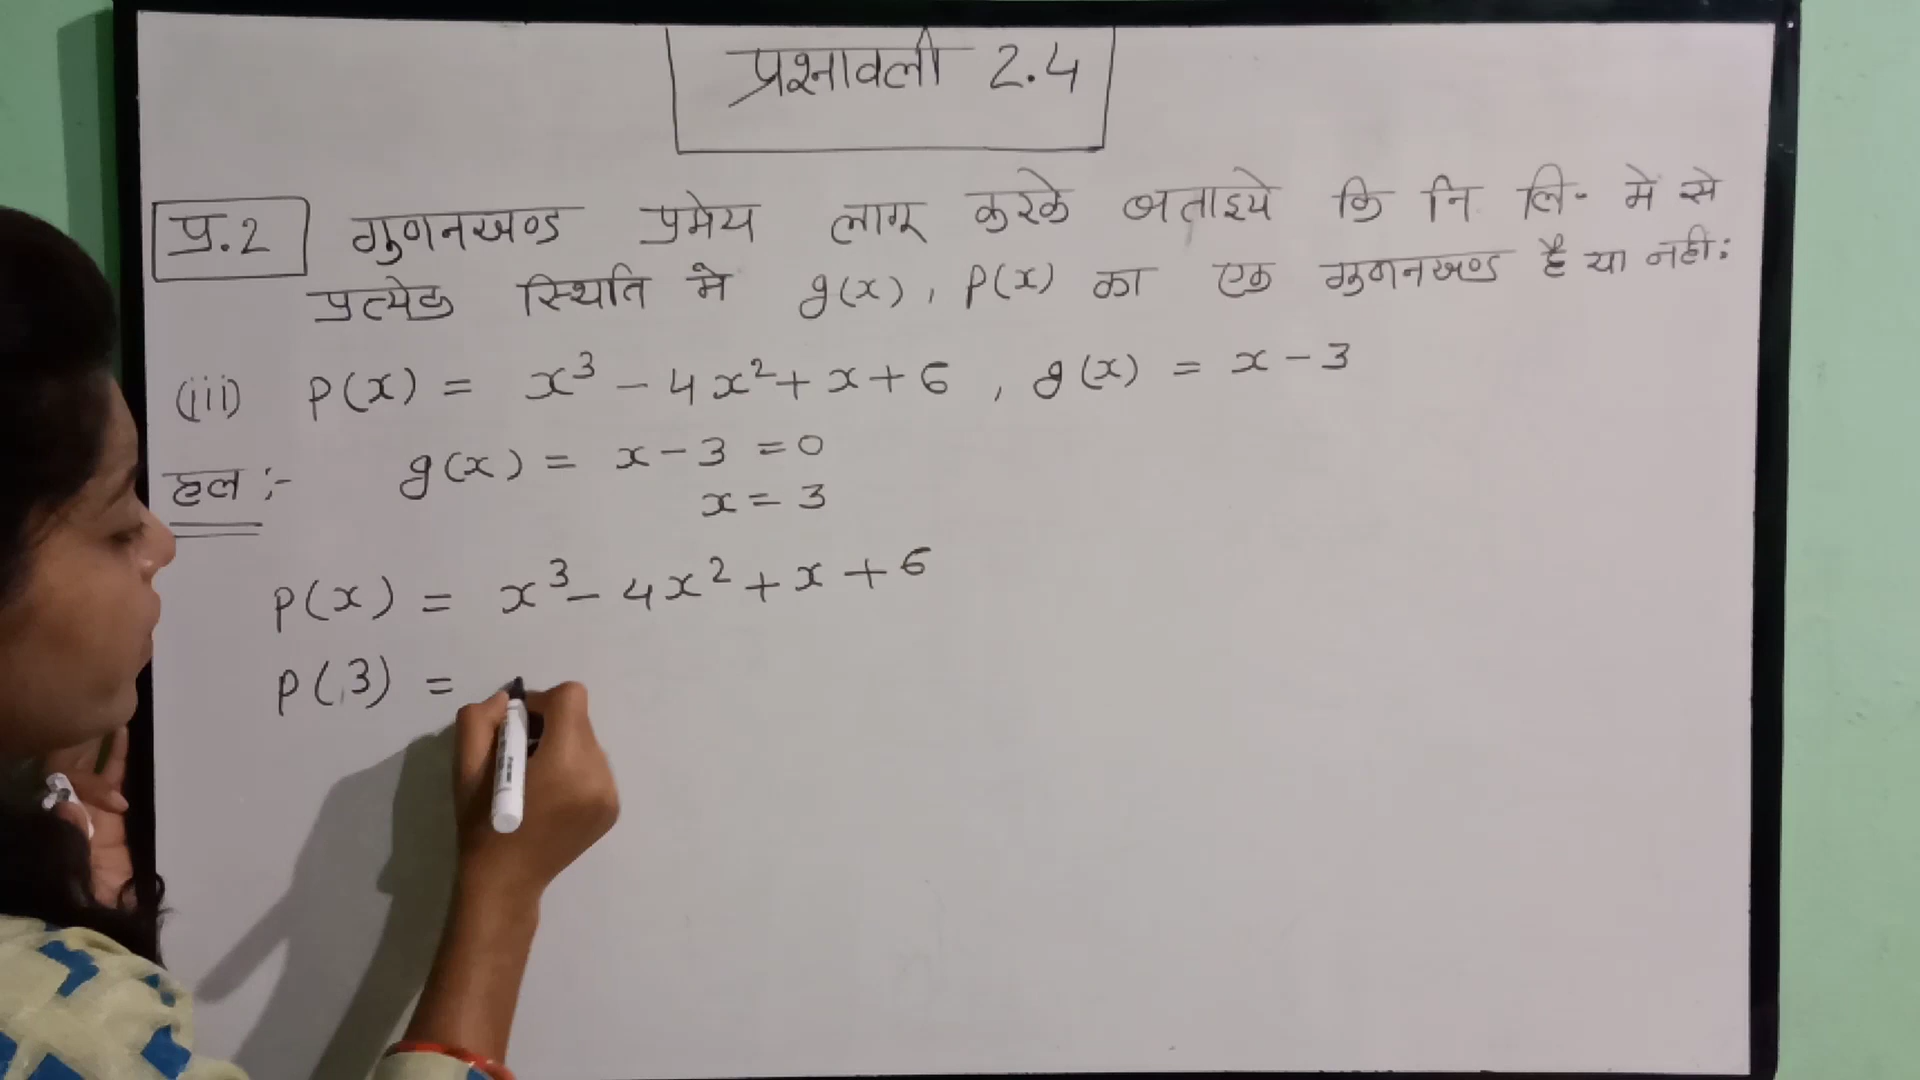 प्रश्नावली 2.4
प्र.2 गुणनखण्ड प्रमेय लागू करके बताइये कि नि लि- में से
प्रत्येक स्थिति मे g(x), P(x) का एक गुणनखण्ड है या नहीं:
(iii) P(x) = x³ - 4x² + x + 6, g(x) = x - 3
हल :- g(x) = x - 3 = 0
x = 3
P(x) = x³ - 4x² + x + 6
P(3) =